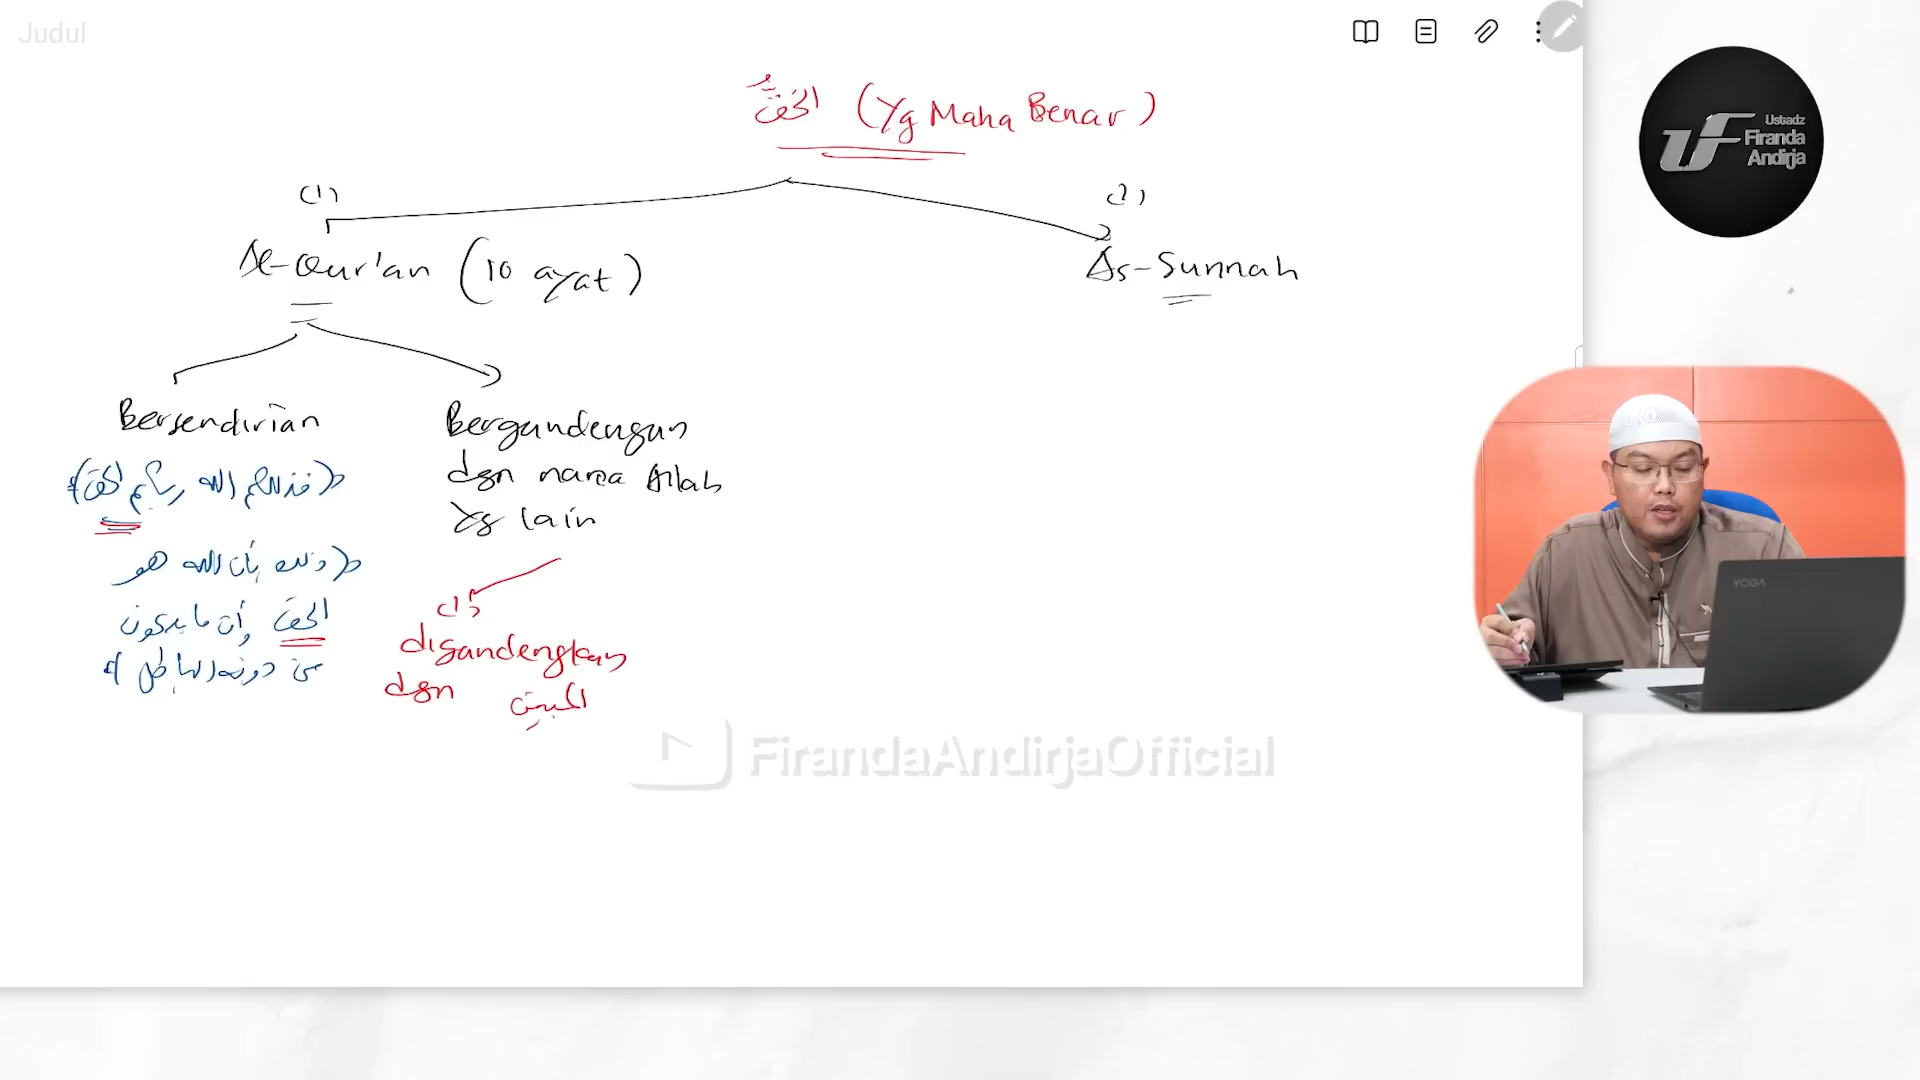 Judul
الحقّ (Yg Maha Benar)
(1)
Al-Qur'an (10 ayat)
(2)
As-Sunnah
Bersendirian
﴿فذلكم الله ربكم الحق﴾
﴿ذلك بأن الله هو
الحق وأن ما يدعون
من دونه الباطل﴾
Bergandengan
dgn nama Allah
Yg lain
(1)
digandengkan
dgn المبين
Ustadz
Firanda
Andirja
YOGA
FirandaAndirjaOfficial